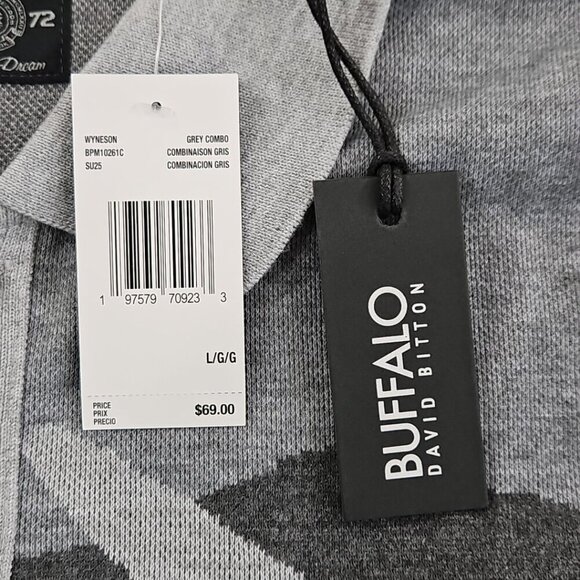 72
Dream
WYNESON GREY COMBO
BPM10261C COMBINAISON GRIS
SU25 COMBINACION GRIS
1 97579 70923 3
L/G/G
PRICE
PRIX
PRECIO
$69.00
BUFFALO
DAVID BITTON